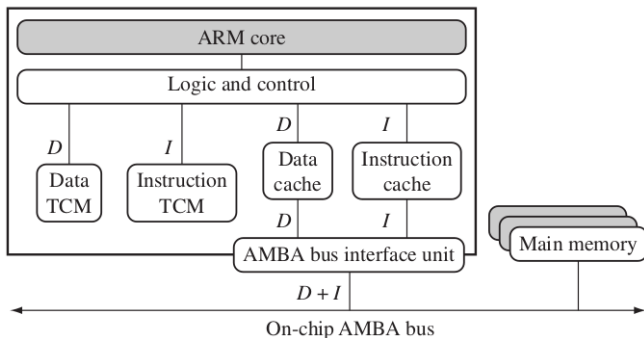 ARM core
Logic and control
D
I
D
I
Data
TCM
Instruction
TCM
Data
cache
Instruction
cache
D
I
AMBA bus interface unit
Main memory
D + I
On-chip AMBA bus